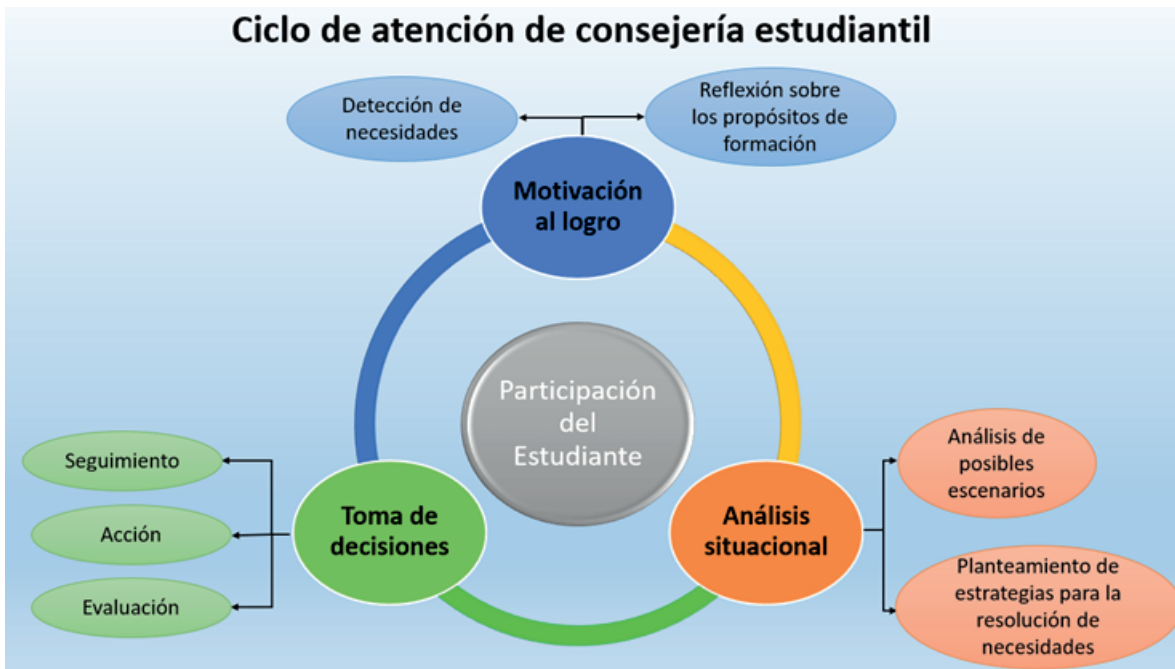 Ciclo de atención de consejería estudiantil
Detección de
necesidades
Reflexión sobre
los propósitos de
formación
Motivación
al logro
Participación
del
Estudiante
Seguimiento
Acción
Evaluación
Toma de
decisiones
Análisis
situacional
Análisis de
posibles
escenarios
Planteamiento de
estrategias para la
resolución de
necesidades